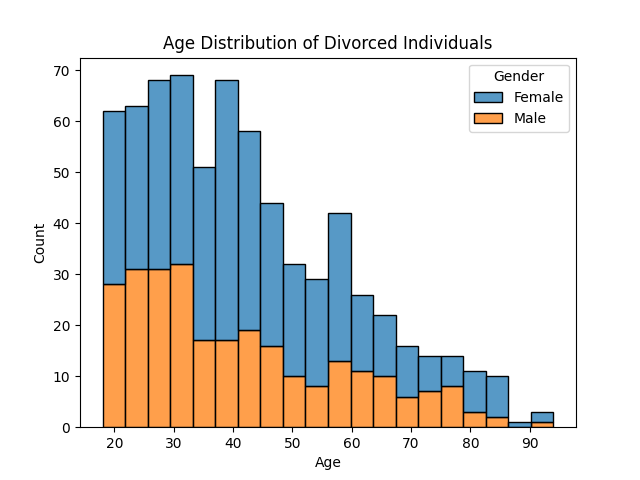 Age Distribution of Divorced Individuals
Gender
Female
Male
Count
70
60
50
40
30
20
10
0
20 30 40 50 60 70 80 90
Age